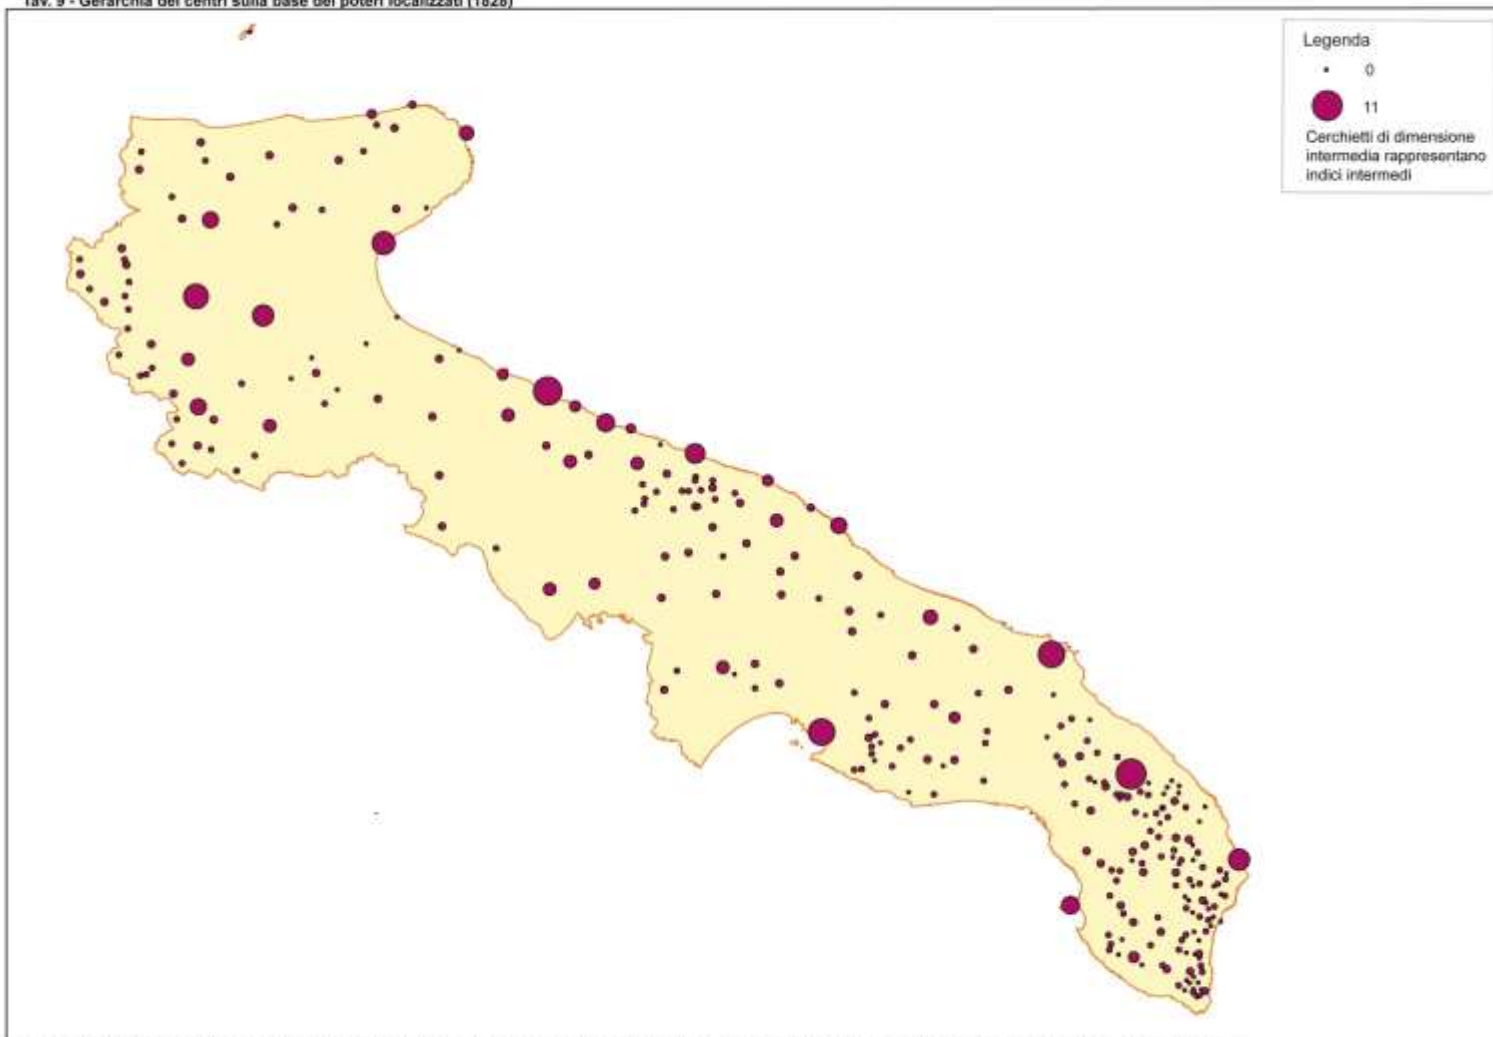 Tav. 9 - Gerarchia dei centri sulla base dei poteri localizzati (1828)
Legenda
0
11
Cerchietti di dimensione
intermedia rappresentano
indici intermedi